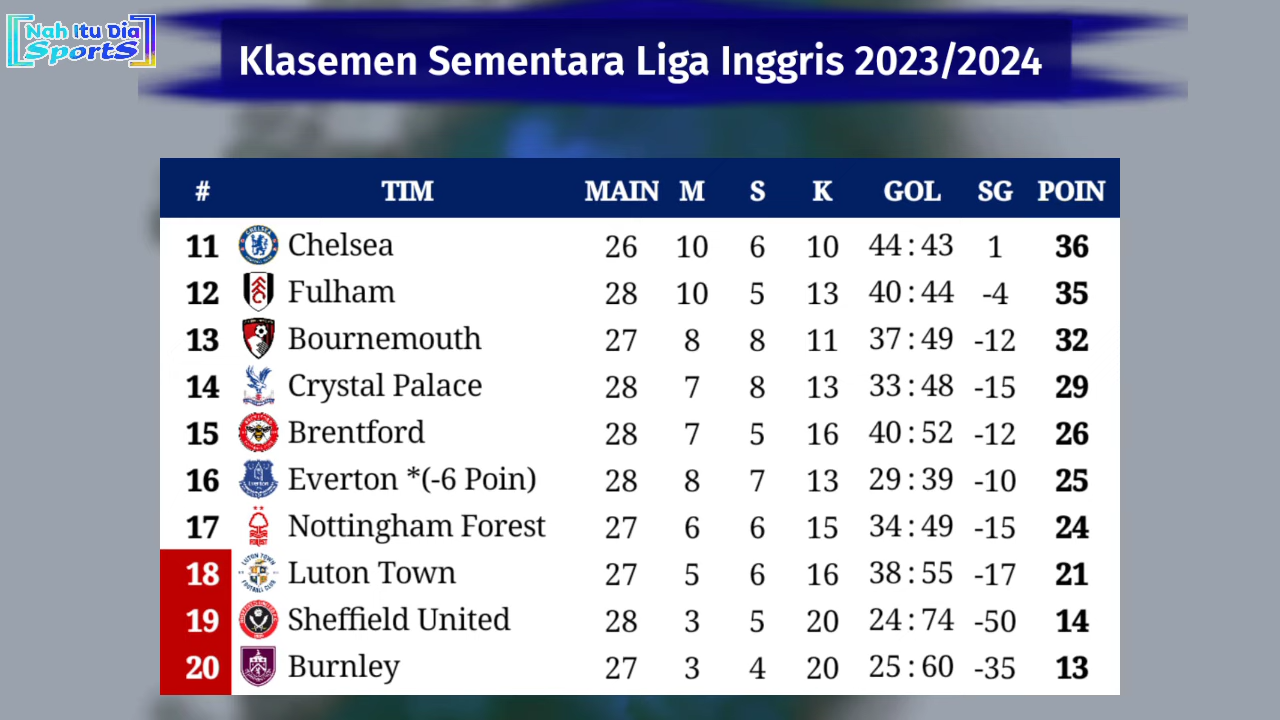 Nah Itu Dia
SportS
Klasemen Sementara Liga Inggris 2023/2024
# TIM MAIN M S K GOL SG POIN
11 Chelsea 26 10 6 10 44:43 1 36
12 Fulham 28 10 5 13 40:44 -4 35
13 Bournemouth 27 8 8 11 37:49 -12 32
14 Crystal Palace 28 7 8 13 33:48 -15 29
15 Brentford 28 7 5 16 40:52 -12 26
16 Everton *(-6 Poin) 28 8 7 13 29:39 -10 25
17 Nottingham Forest 27 6 6 15 34:49 -15 24
18 Luton Town 27 5 6 16 38:55 -17 21
19 Sheffield United 28 3 5 20 24:74 -50 14
20 Burnley 27 3 4 20 25:60 -35 13